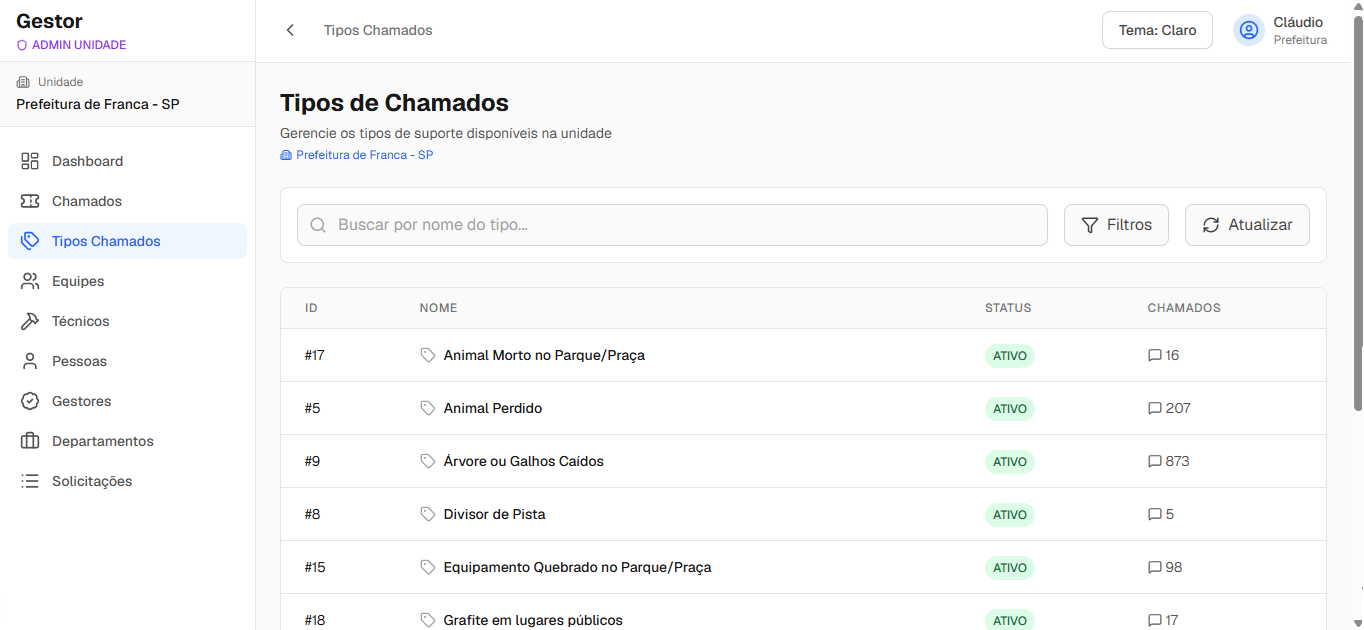 Gestor
ADMIN UNIDADE
Unidade
Prefeitura de Franca - SP
Dashboard
Chamados
Tipos Chamados
Equipes
Técnicos
Pessoas
Gestores
Departamentos
Solicitações
Tipos Chamados
Tema: Claro
Cláudio
Prefeitura
Tipos de Chamados
Gerencie os tipos de suporte disponíveis na unidade
Prefeitura de Franca - SP
Buscar por nome do tipo...
Filtros
Atualizar
ID NOME STATUS CHAMADOS
#17 Animal Morto no Parque/Praça ATIVO 16
#5 Animal Perdido ATIVO 207
#9 Árvore ou Galhos Caídos ATIVO 873
#8 Divisor de Pista ATIVO 5
#15 Equipamento Quebrado no Parque/Praça ATIVO 98
#18 Grafite em lugares públicos ATIVO 17